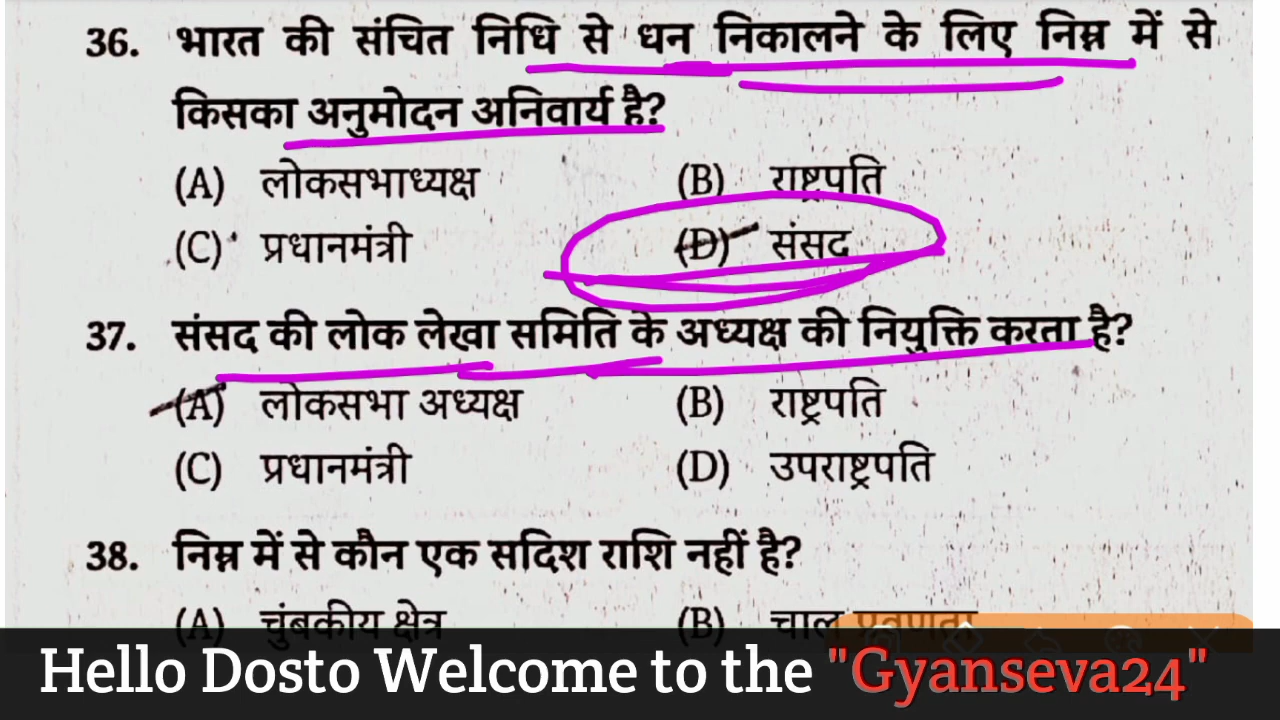 36. भारत की संचित निधि से धन निकालने के लिए निम्न में से
किसका अनुमोदन अनिवार्य है?
(A) लोकसभाध्यक्ष (B) राष्ट्रपति
(C) प्रधानमंत्री (D) संसद
37. संसद की लोक लेखा समिति के अध्यक्ष की नियुक्ति करता है?
(A) लोकसभा अध्यक्ष (B) राष्ट्रपति
(C) प्रधानमंत्री (D) उपराष्ट्रपति
38. निम्न में से कौन एक सदिश राशि नहीं है?
(A) चुंबकीय क्षेत्र (B) चाल
Hello Dosto Welcome to the "Gyanseva24"